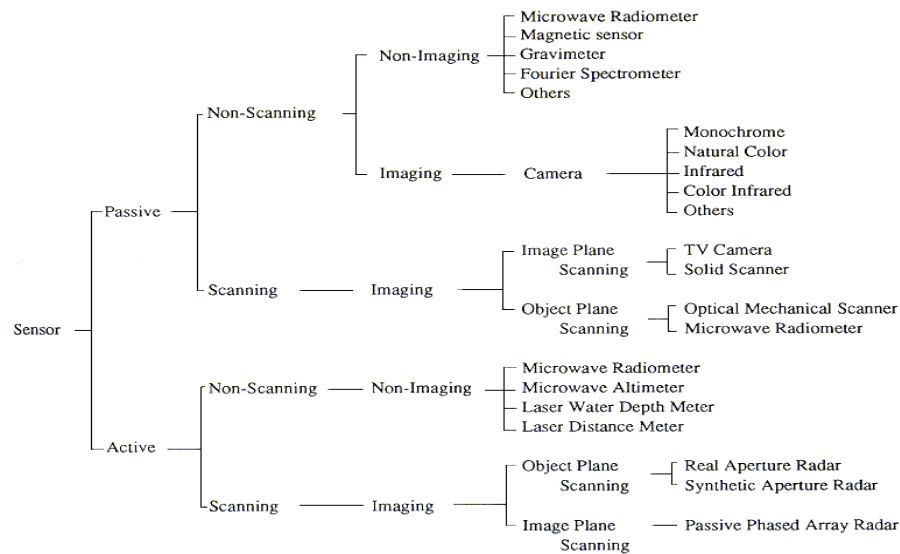 Microwave Radiometer
Magnetic sensor
Non-Imaging
Gravimeter
Fourier Spectrometer
Others
Non-Scanning
Monochrome
Natural Color
Imaging
Camera
Infrared
Color Infrared
Others
Passive
Image Plane
Scanning
TV Camera
Solid Scanner
Scanning
Imaging
Object Plane
Scanning
Optical Mechanical Scanner
Microwave Radiometer
Sensor
Non-Scanning
Non-Imaging
Microwave Radiometer
Microwave Altimeter
Laser Water Depth Meter
Laser Distance Meter
Active
Object Plane
Scanning
Real Aperture Radar
Synthetic Aperture Radar
Scanning
Imaging
Image Plane
Scanning
Passive Phased Array Radar